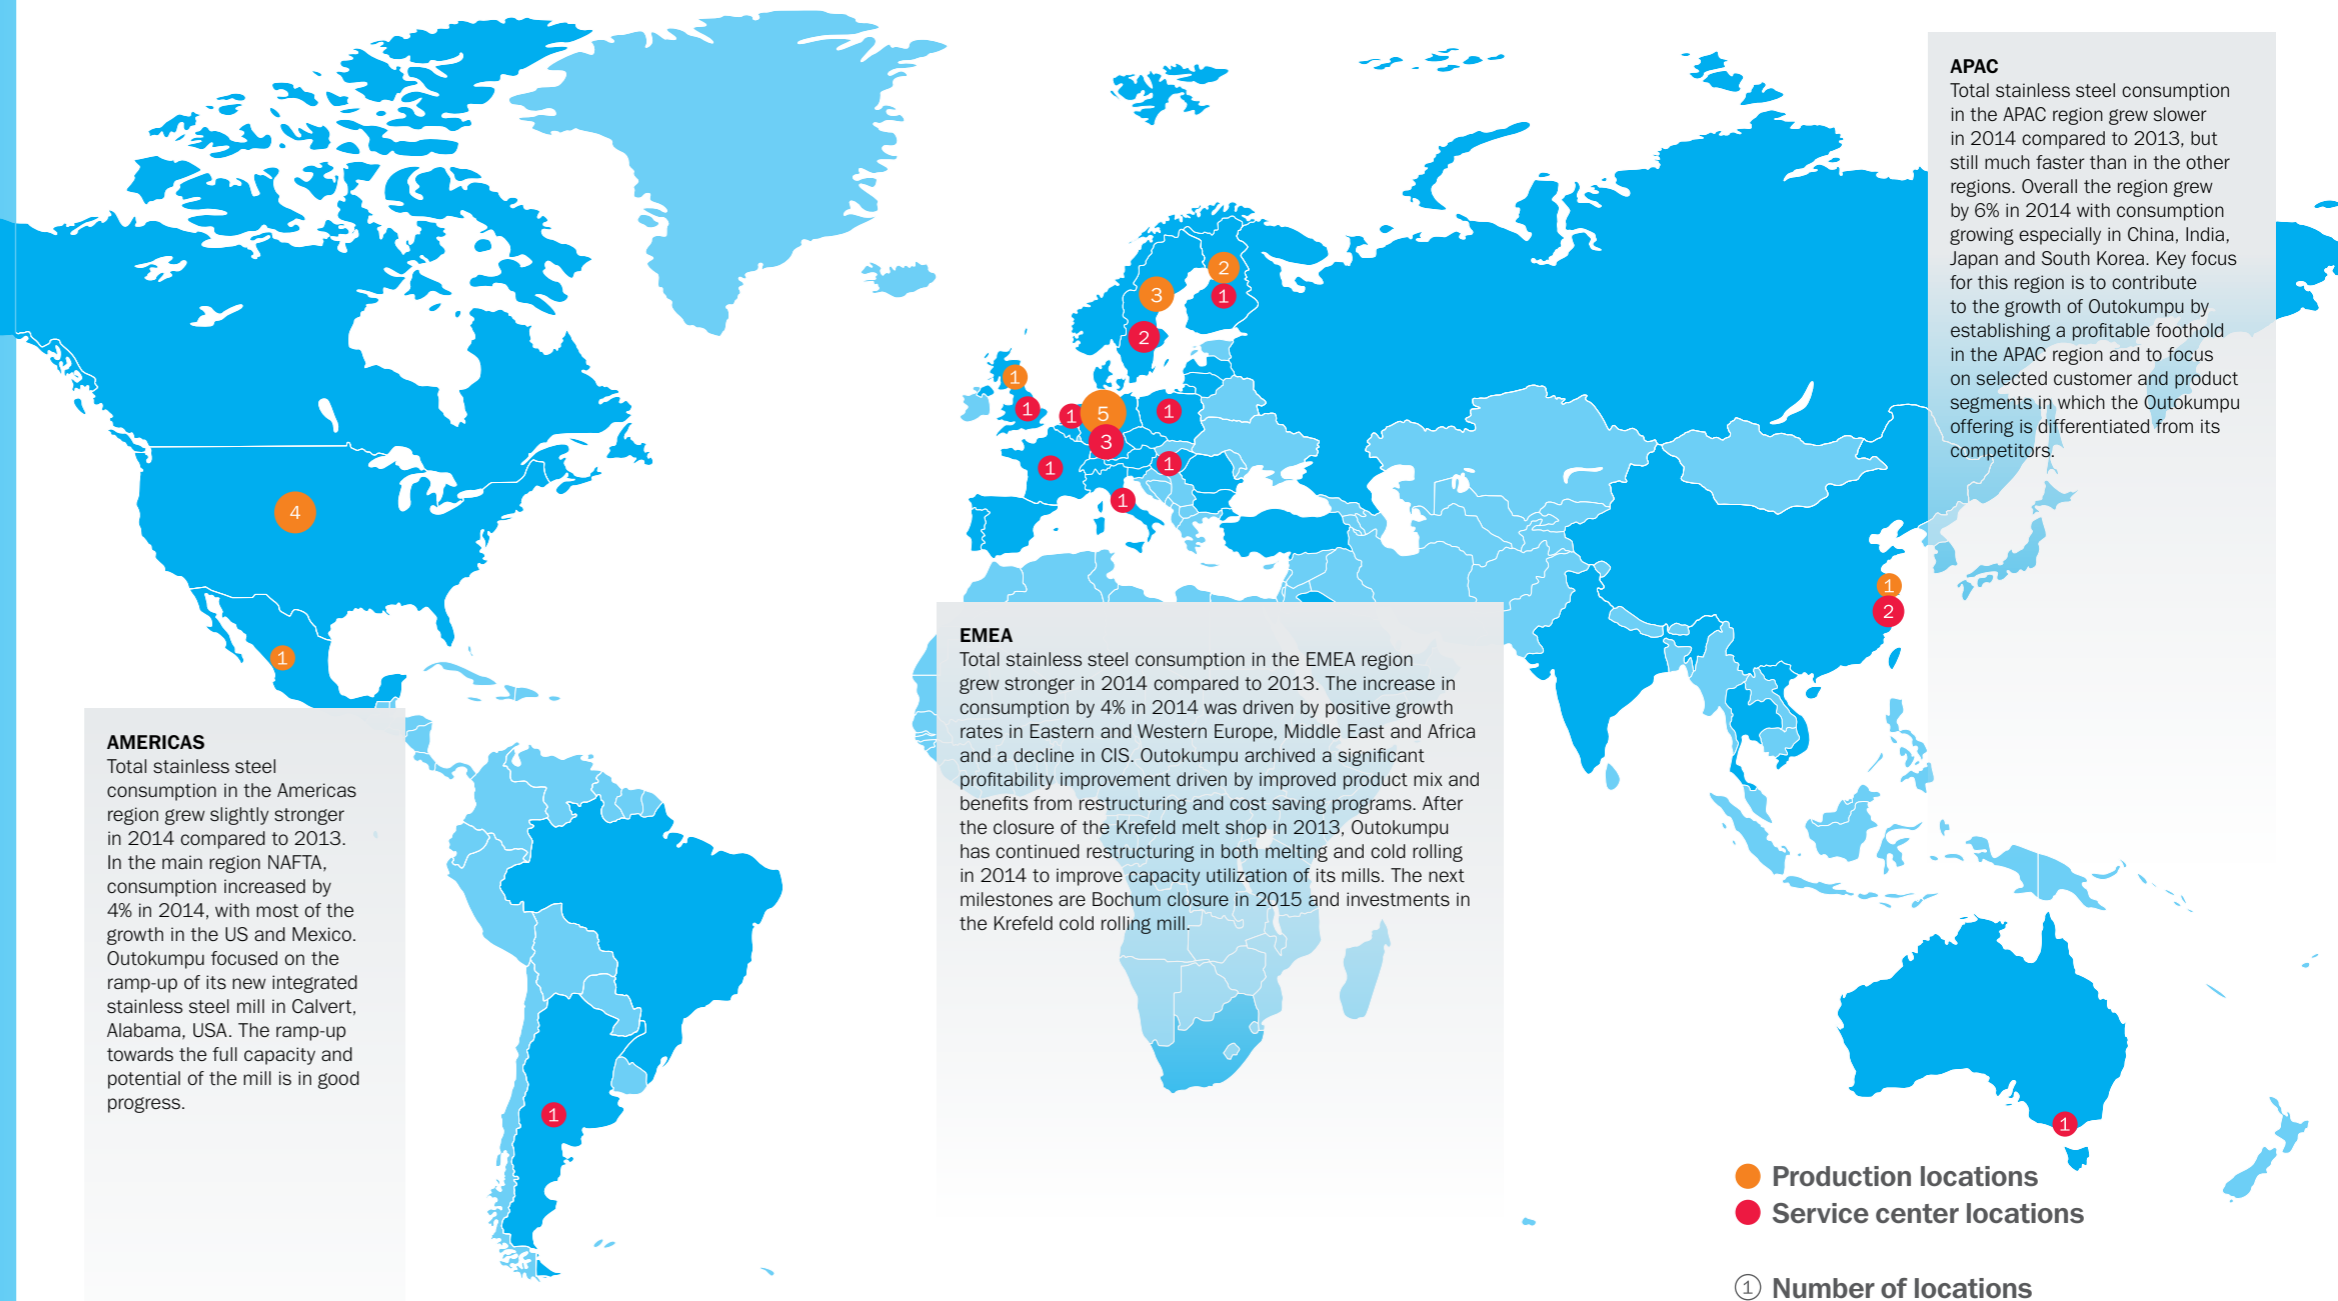 APAC
Total stainless steel consumption
in the APAC region grew slower
in 2014 compared to 2013, but
still much faster than in the other
regions. Overall the region grew
by 6% in 2014 with consumption
growing especially in China, India,
Japan and South Korea. Key focus
for this region is to contribute
to the growth of Outokumpu by
establishing a profitable foothold
in the APAC region and to focus
on selected customer and product
segments in which the Outokumpu
offering is differentiated from its
competitors.
2
3
1
2
1
1
1
5
1
3
1
1
1
4
1
1
2
EMEA
Total stainless steel consumption in the EMEA region
grew stronger in 2014 compared to 2013. The increase in
consumption by 4% in 2014 was driven by positive growth
rates in Eastern and Western Europe, Middle East and Africa
and a decline in CIS. Outokumpu archived a significant
profitability improvement driven by improved product mix and
benefits from restructuring and cost saving programs. After
the closure of the Krefeld melt shop in 2013, Outokumpu
has continued restructuring in both melting and cold rolling
in 2014 to improve capacity utilization of its mills. The next
milestones are Bochum closure in 2015 and investments in
the Krefeld cold rolling mill.
AMERICAS
Total stainless steel
consumption in the Americas
region grew slightly stronger
in 2014 compared to 2013.
In the main region NAFTA,
consumption increased by
4% in 2014, with most of the
growth in the US and Mexico.
Outokumpu focused on the
ramp-up of its new integrated
stainless steel mill in Calvert,
Alabama, USA. The ramp-up
towards the full capacity and
potential of the mill is in good
progress.
1
1
Production locations
Service center locations
1 Number of locations